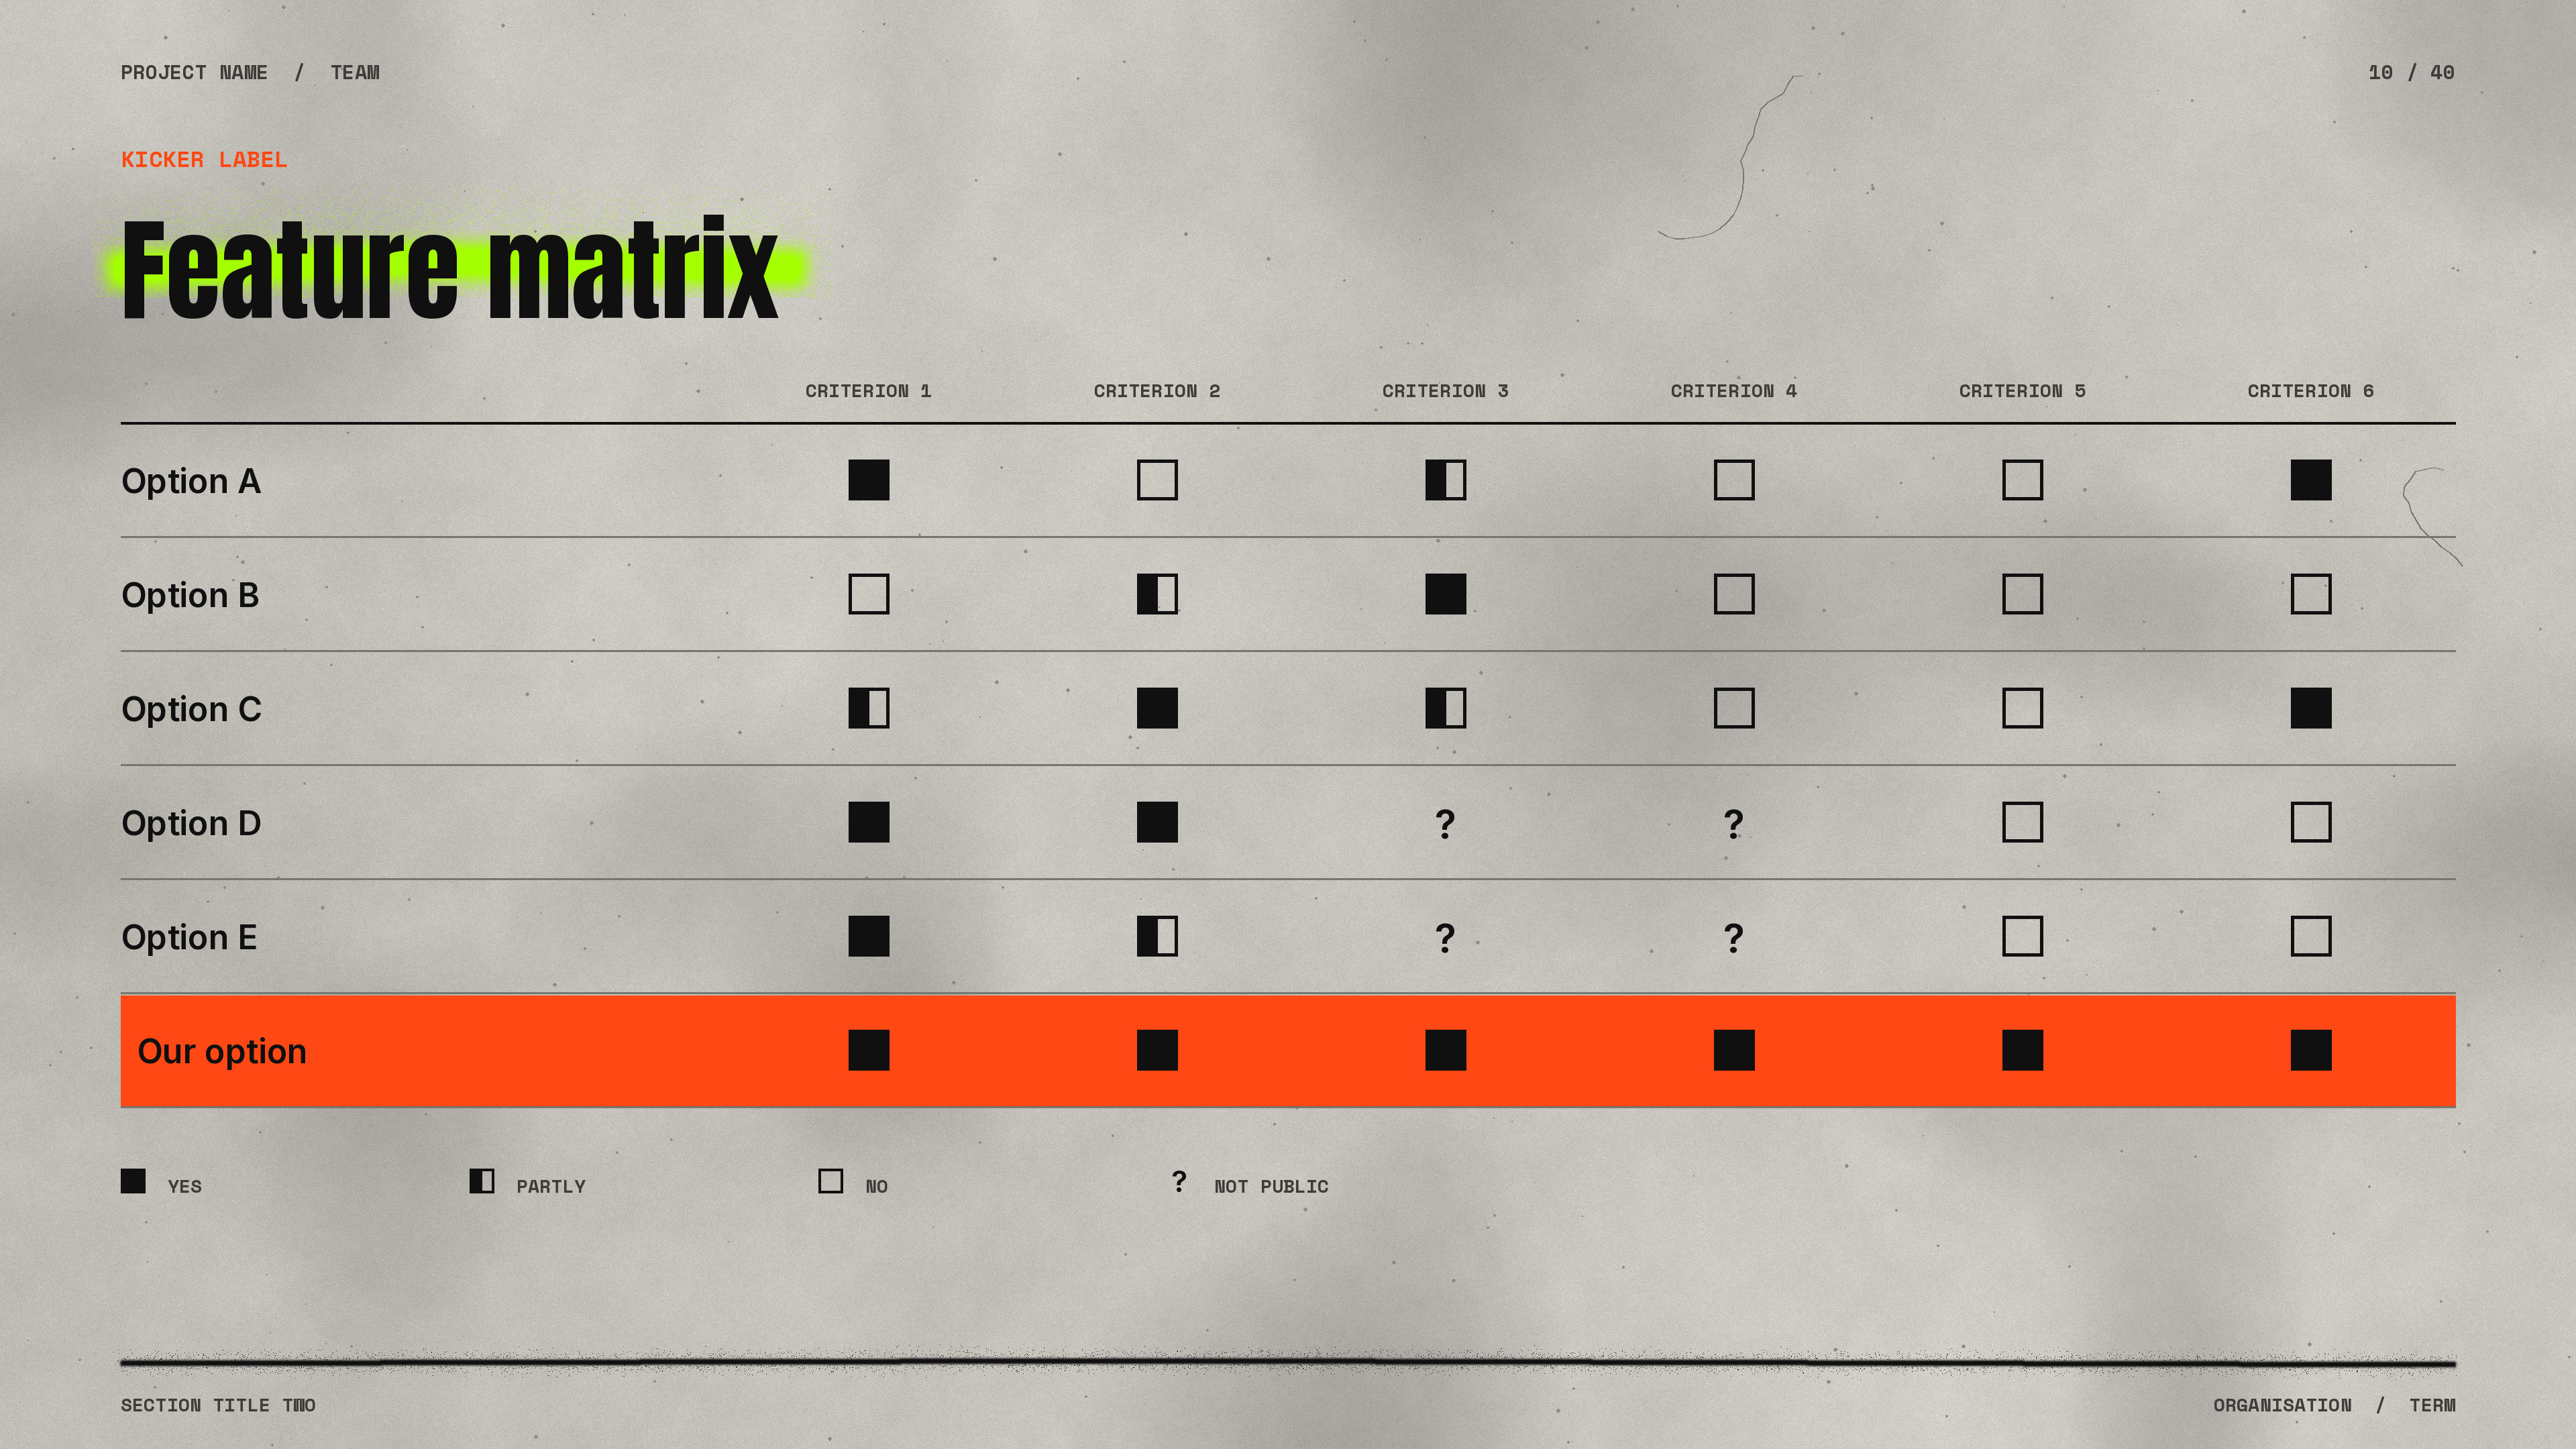 PROJECT NAME / TEAM
10 / 40
KICKER LABEL
Feature matrix
CRITERION 1 CRITERION 2 CRITERION 3 CRITERION 4 CRITERION 5 CRITERION 6
Option A
Option B
Option C
Option D ? ?
Option E ? ?
Our option
YES PARTLY NO ? NOT PUBLIC
SECTION TITLE TWO
ORGANISATION / TERM